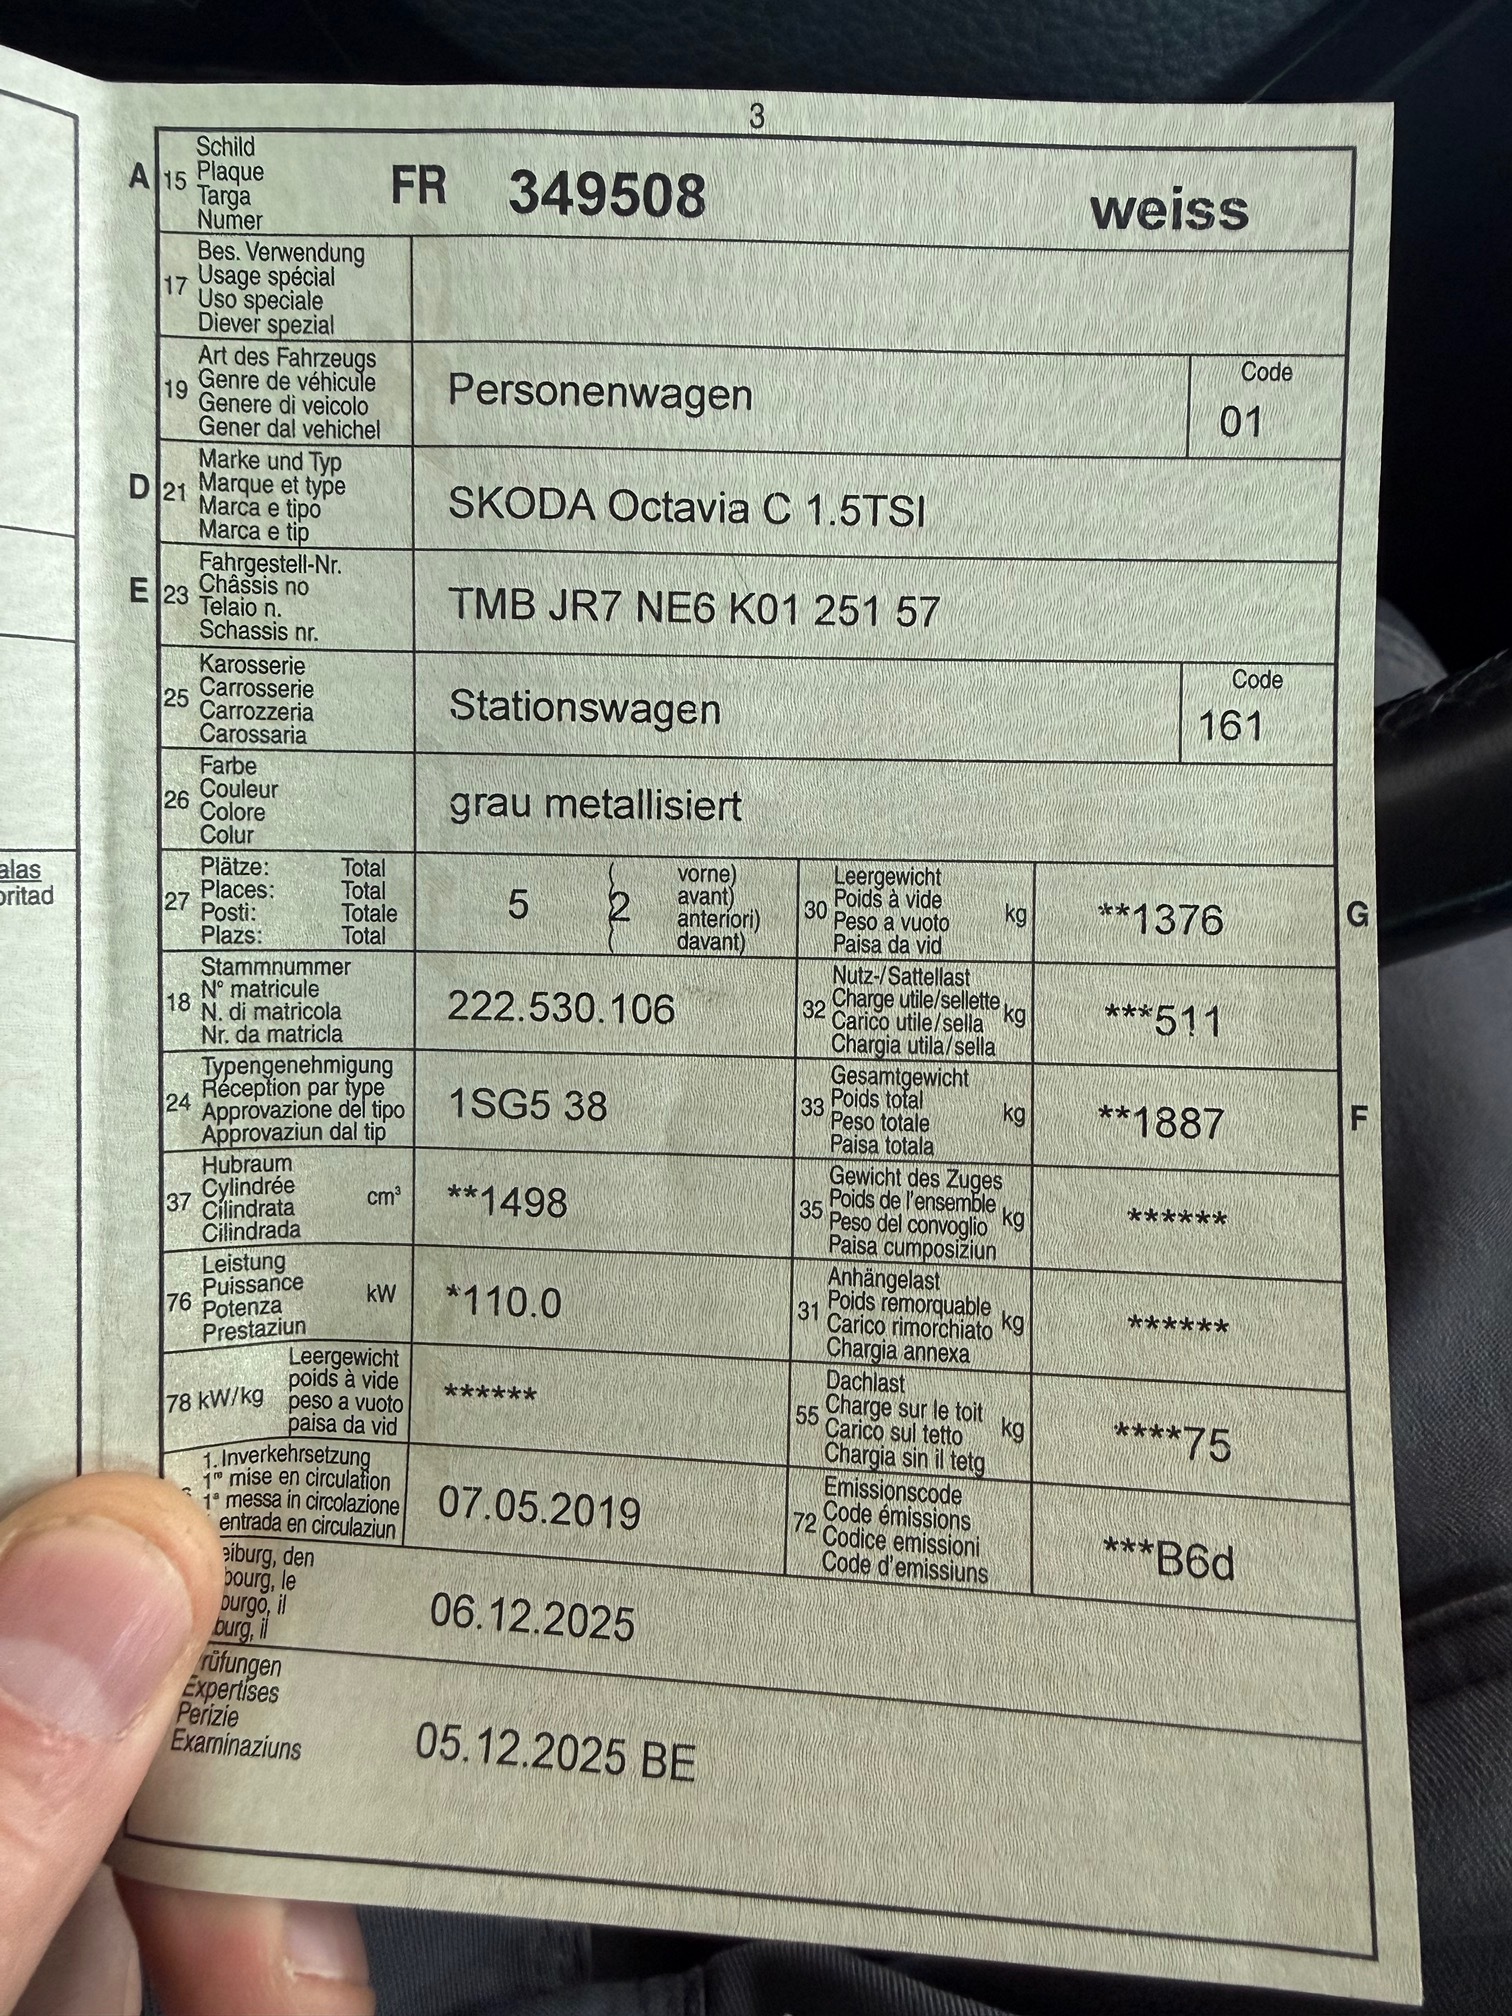 3
A 15 Schild
Plaque
Targa
Numer
FR 349508 weiss
17 Bes. Verwendung
Usage spécial
Uso speciale
Diever spezial
19 Art des Fahrzeugs
Genre de véhicule
Genere di veicolo
Gener dal vehichel
Personenwagen
Code
01
D 21 Marke und Typ
Marque et type
Marca e tipo
Marca e tip
SKODA Octavia C 1.5TSI
E 23 Fahrgestell-Nr.
Châssis no
Telaio n.
Schassis nr.
TMB JR7 NE6 K01 251 57
25 Karosserie
Carrosserie
Carrozzeria
Carossaria
Stationswagen
Code
161
26 Farbe
Couleur
Colore
Colur
grau metallisiert
alas
oritad
27 Plätze: Total
Places: Total
Posti: Totale
Plazs: Total
5 ( 2 vorne)
avant)
anteriori)
davant)
30 Leergewicht
Poids à vide
Peso a vuoto
Paisa da vid
kg **1376 G
18 Stammnummer
N° matricule
N. di matricola
Nr. da matricla
222.530.106
32 Nutz-/Sattellast
Charge utile/sellette
Carico utile/sella
Chargia utila/sella
kg ***511
24 Typengenehmigung
Réception par type
Approvazione del tipo
Approvaziun dal tip
1SG5 38
33 Gesamtgewicht
Poids total
Peso totale
Paisa totala
kg **1887 F
37 Hubraum
Cylindrée
Cilindrata
Cilindrada
cm³ **1498
35 Gewicht des Zuges
Poids de l'ensemble
Peso del convoglio
Paisa cumposiziun
kg ******
76 Leistung
Puissance
Potenza
Prestaziun
kW *110.0
31 Anhängelast
Poids remorquable
Carico rimorchiato
Chargia annexa
kg ******
78 kW/kg Leergewicht
poids à vide
peso a vuoto
paisa da vid
******
55 Dachlast
Charge sur le toit
Carico sul tetto
Chargia sin il tetg
kg ****75
1. Inverkehrsetzung
1re mise en circulation
1a messa in circolazione
entrada en circulaziun
07.05.2019
72 Emissionscode
Code émissions
Codice emissioni
Code d'emissiuns
***B6d
eiburg, den
bourg, le
burgo, il
burg, il
06.12.2025
rüfungen
Expertises
Perizie
Examinaziuns
05.12.2025 BE